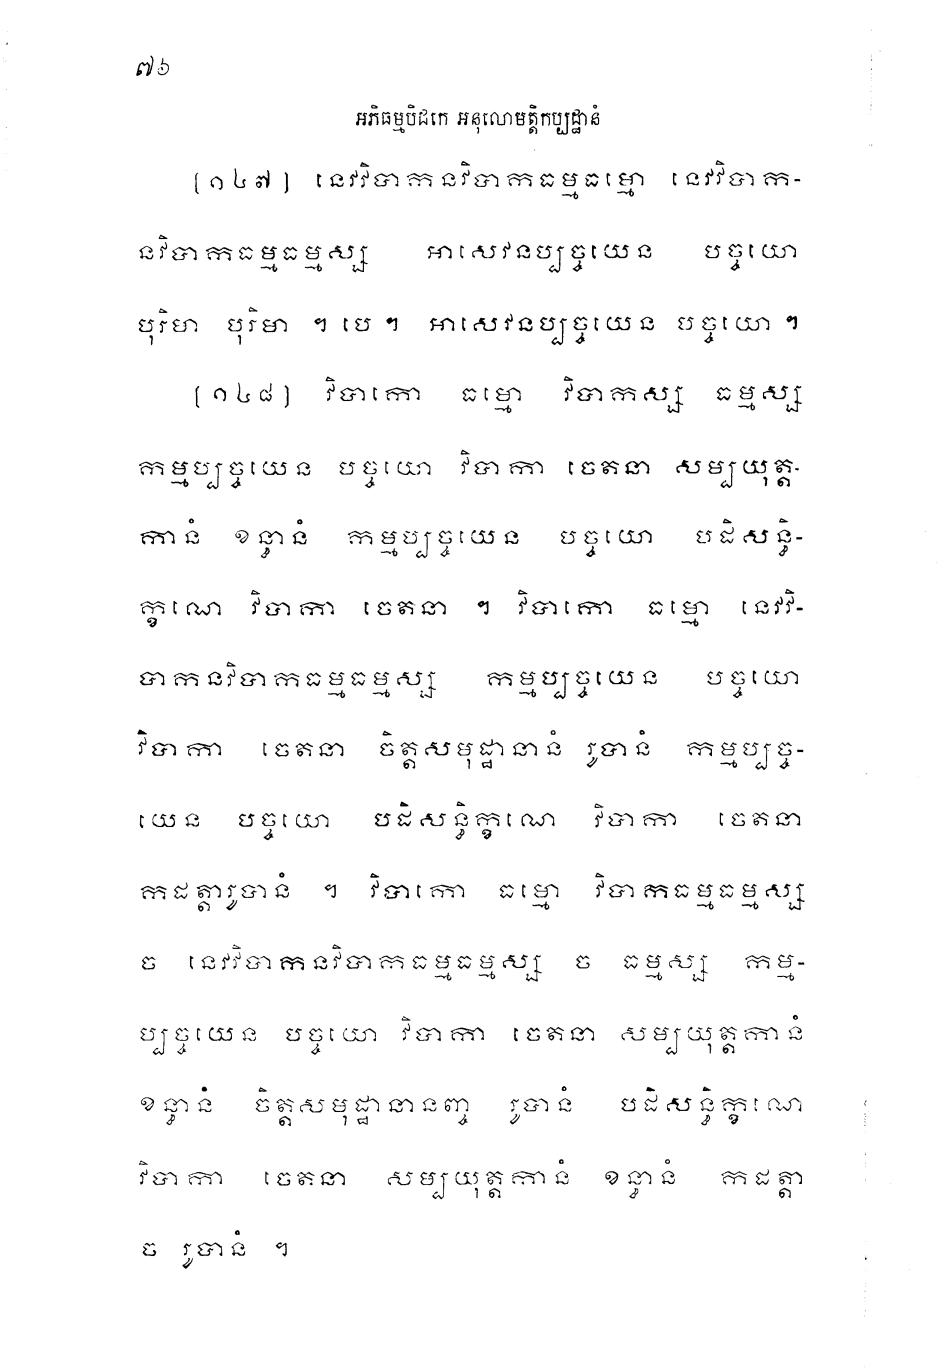 ៧៦
អភិធម្មបិដកេ អនុលោមត្តិកប្បដ្ឋានំ
[១៤៧] នេវវិបាកនវិបាកធម្មធម្មោ នេវវិបាក-
នវិបាកធម្មធម្មស្ស អាសេវនប្បច្ចយេន បច្ចយោ
បុរិមា បុរិមា ។ បេ ។ អាសេវនប្បច្ចយេន បច្ចយោ ។
[១៤៨] វិបាកោ ធម្មោ វិបាកស្ស ធម្មស្ស
កម្មប្បច្ចយេន បច្ចយោ វិបាកា ចេតនា សម្បយុត្ត-
កានំ ខន្ធានំ កម្មប្បច្ចយេន បច្ចយោ បដិសន្ធិ-
ក្ខណេ វិបាកា ចេតនា ។ វិបាកោ ធម្មោ នេវវិ-
បាកនវិបាកធម្មធម្មស្ស កម្មប្បច្ចយេន បច្ចយោ
វិបាកា ចេតនា ចិត្តសមុដ្ឋានានំ រូបានំ កម្មប្បច្ច-
យេន បច្ចយោ បដិសន្ធិក្ខណេ វិបាកា ចេតនា
កដត្តារូបានំ ។ វិបាកោ ធម្មោ វិបាកធម្មធម្មស្ស
ច នេវវិបាកនវិបាកធម្មធម្មស្ស ច ធម្មស្ស កម្ម-
ប្បច្ចយេន បច្ចយោ វិបាកា ចេតនា សម្បយុត្តកានំ
ខន្ធានំ ចិត្តសមុដ្ឋានានញ្ច រូបានំ បដិសន្ធិក្ខណេ
វិបាកា ចេតនា សម្បយុត្តកានំ ខន្ធានំ កដត្តា
ច រូបានំ ។